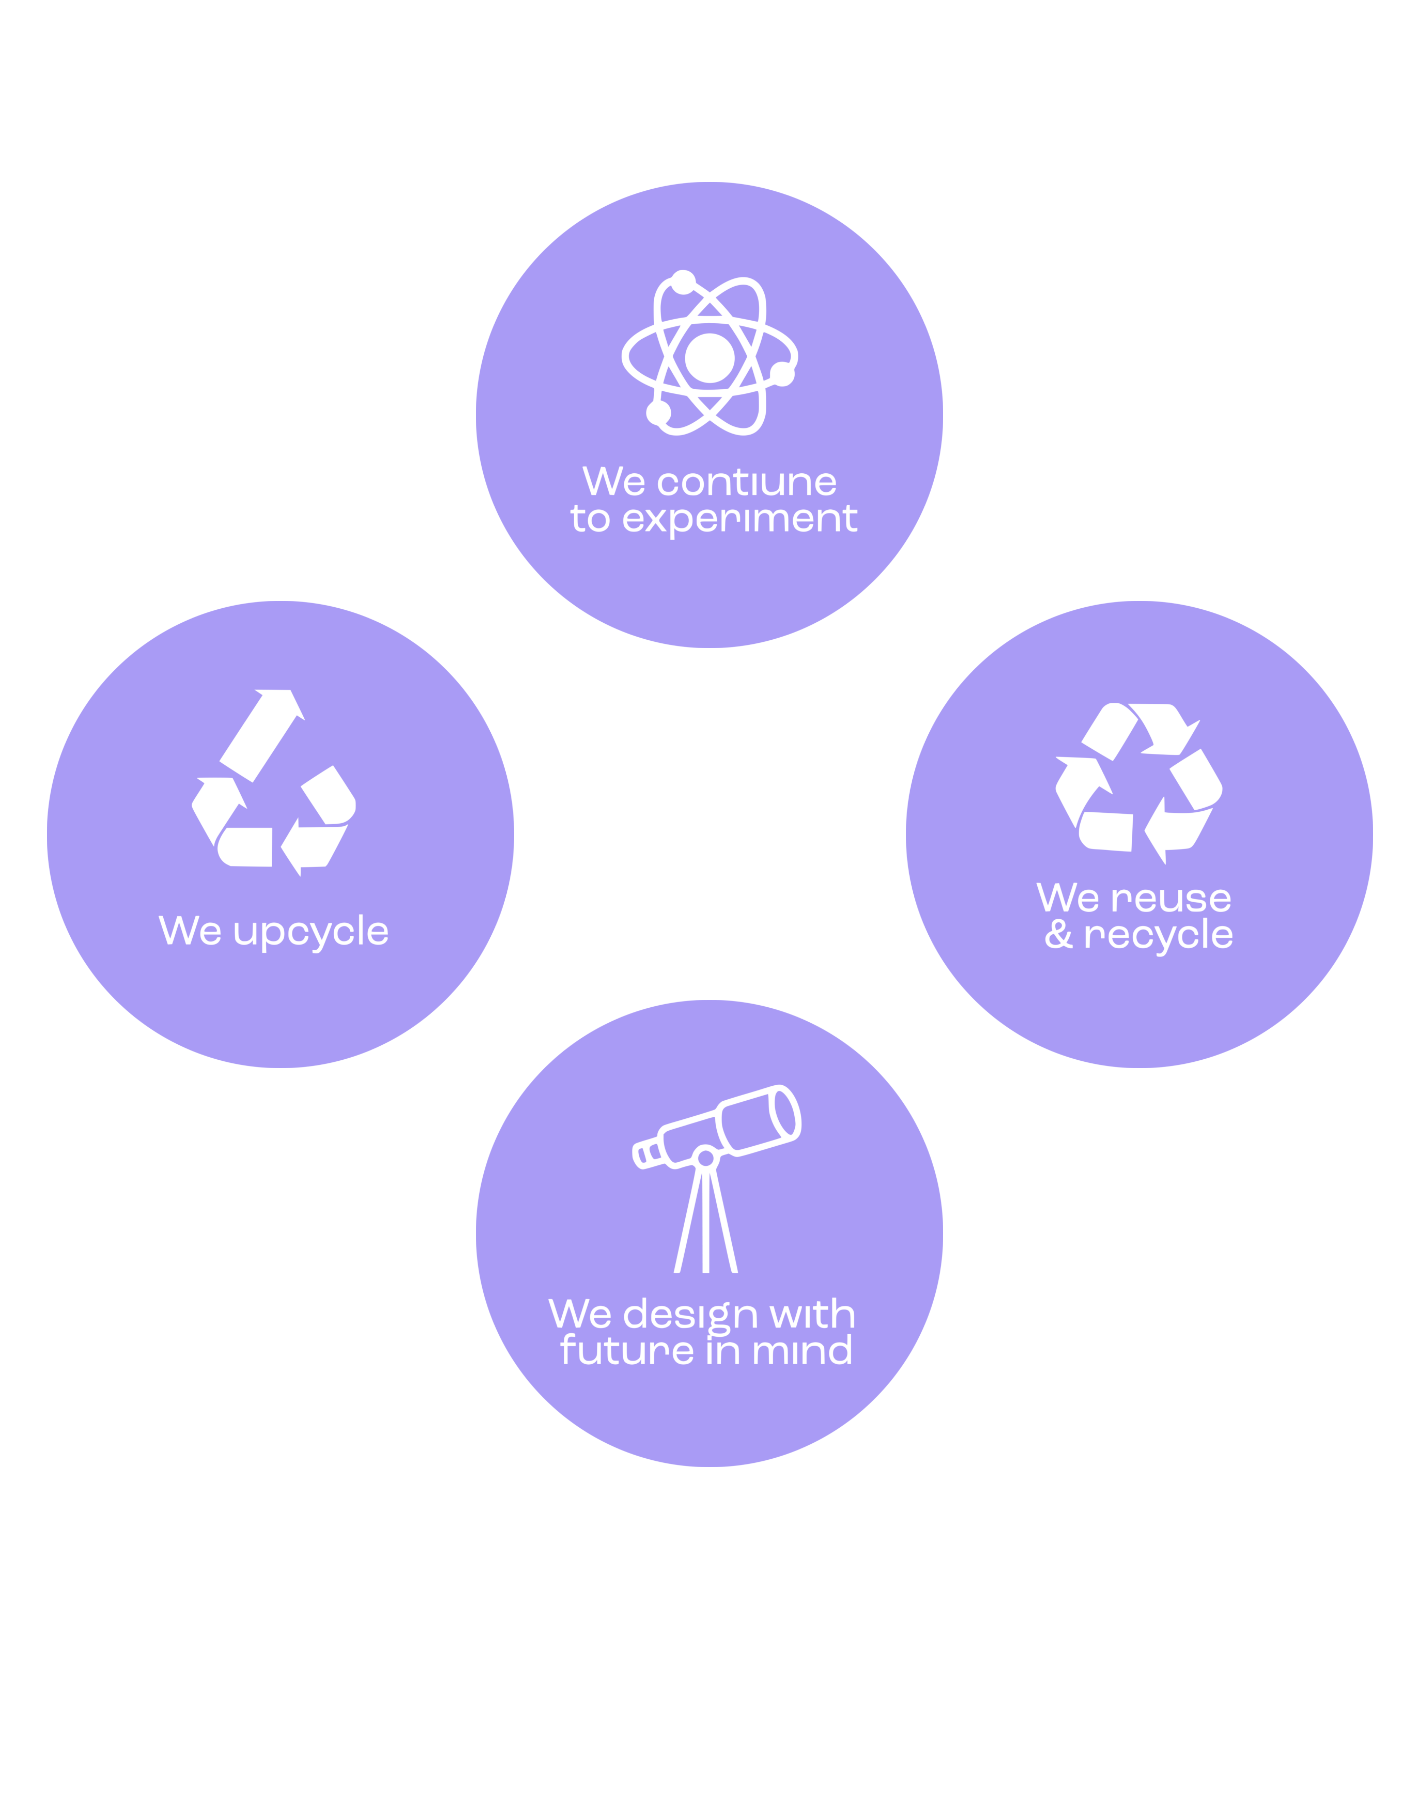 We contiune
to experiment
We upcycle
We reuse
& recycle
We design with
future in mind